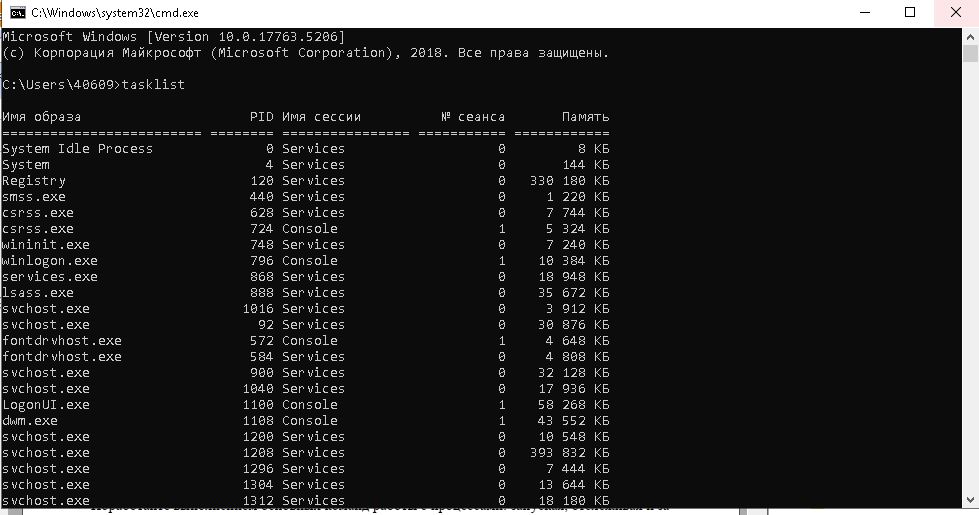 C:\Windows\system32\cmd.exe
Microsoft Windows [Version 10.0.17763.5206]
(c) Корпорация Майкрософт (Microsoft Corporation), 2018. Все права защищены.
C:\Users\40609>tasklist
Имя образа                     PID Имя сессии          № сеанса       Память
========================= ======== ================ =========== ============
System Idle Process              0 Services                   0         8 КБ
System                           4 Services                   0       144 КБ
Registry                       120 Services                   0   330 180 КБ
smss.exe                       440 Services                   0     1 220 КБ
csrss.exe                      628 Services                   0     7 744 КБ
csrss.exe                      724 Console                    1     5 324 КБ
wininit.exe                    748 Services                   0     7 240 КБ
winlogon.exe                   796 Console                    1    10 384 КБ
services.exe                   868 Services                   0    18 948 КБ
lsass.exe                      888 Services                   0    35 672 КБ
svchost.exe                   1016 Services                   0     3 912 КБ
svchost.exe                     92 Services                   0    30 876 КБ
fontdrvhost.exe                572 Console                    1     4 648 КБ
fontdrvhost.exe                584 Services                   0     4 808 КБ
svchost.exe                    900 Services                   0    32 128 КБ
svchost.exe                   1040 Services                   0    17 936 КБ
LogonUI.exe                   1100 Console                    1    58 268 КБ
dwm.exe                       1108 Console                    1    43 552 КБ
svchost.exe                   1200 Services                   0    10 548 КБ
svchost.exe                   1208 Services                   0   393 832 КБ
svchost.exe                   1296 Services                   0     7 444 КБ
svchost.exe                   1304 Services                   0    13 644 КБ
svchost.exe                   1312 Services                   0    18 180 КБ